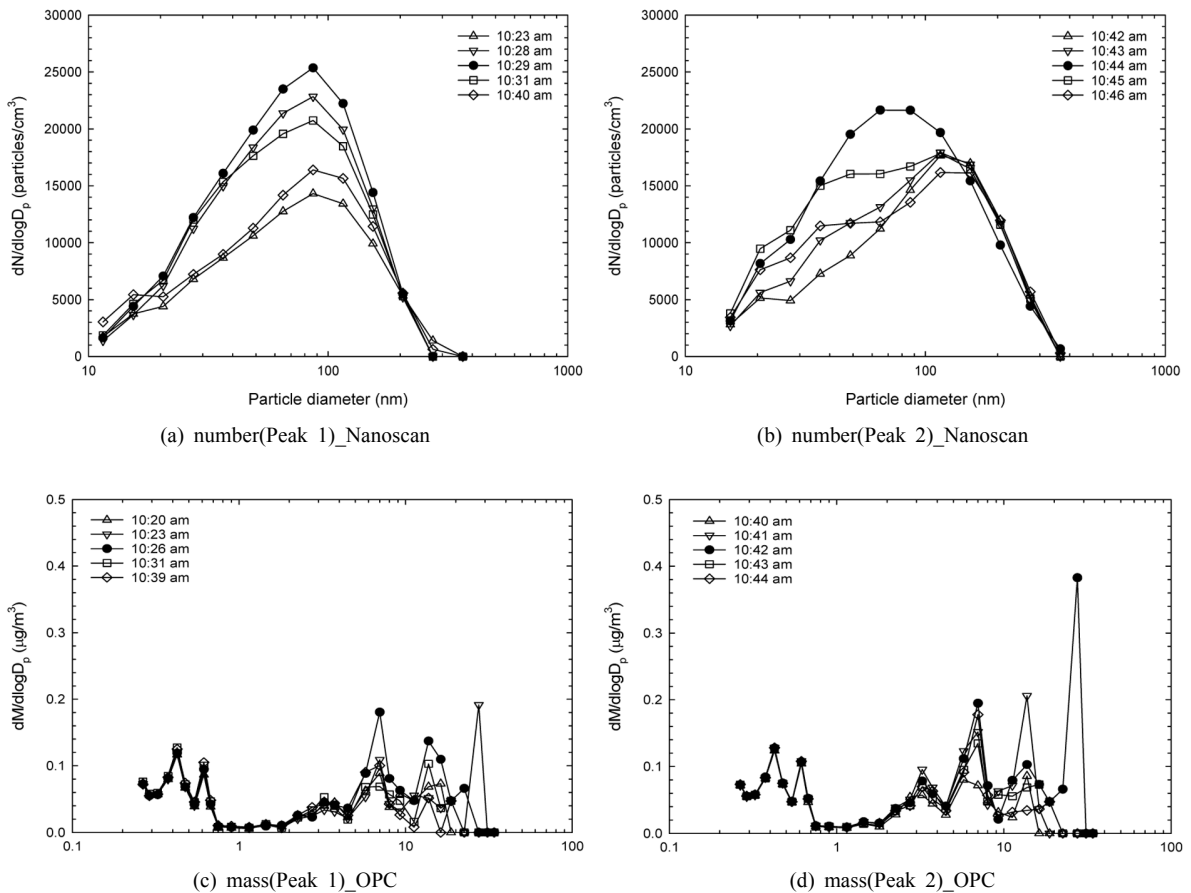 30000
25000
20000
15000
10000
5000
0
dN/dlogDp (particles/cm3)
10:23 am
10:28 am
10:29 am
10:31 am
10:40 am
10
100
1000
Particle diameter (nm)
(a) number(Peak 1)_Nanoscan
30000
25000
20000
15000
10000
5000
0
dN/dlogDp (particles/cm3)
10:42 am
10:43 am
10:44 am
10:45 am
10:46 am
10
100
1000
Particle diameter (nm)
(b) number(Peak 2)_Nanoscan
0.5
0.4
0.3
0.2
0.1
0.0
dM/dlogDp (μg/m3)
10:20 am
10:23 am
10:26 am
10:31 am
10:39 am
0.1
1
10
100
(c) mass(Peak 1)_OPC
0.5
0.4
0.3
0.2
0.1
0.0
dM/dlogDp (μg/m3)
10:40 am
10:41 am
10:42 am
10:43 am
10:44 am
0.1
1
10
100
(d) mass(Peak 2)_OPC